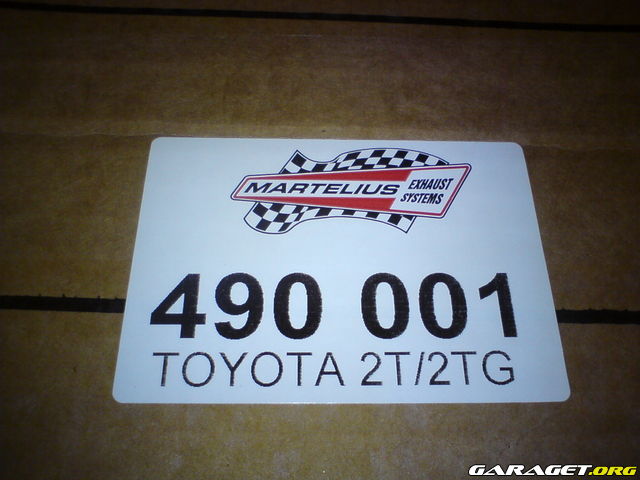 MARTELIUS EXHAUST
SYSTEMS
490 001
TOYOTA 2T/2TG
GARAGET.ORG